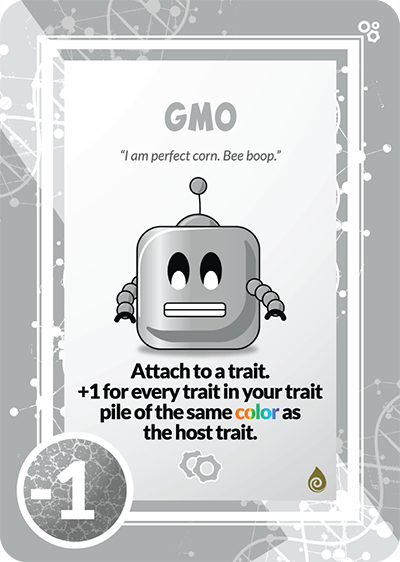 GMO
“I am perfect corn. Bee boop.”
Attach to a trait.
+1 for every trait in your trait
pile of the same color as
the host trait.
-1